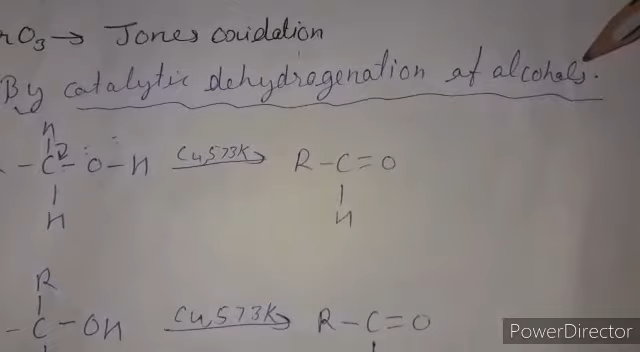 rO3 → Jones oxidation
By catalytic dehydrogenation of alcohols.
H
- C - O - H Cu, 573K → R - C = O
H H
R
- C - OH Cu, 573K → R - C = O
PowerDirector